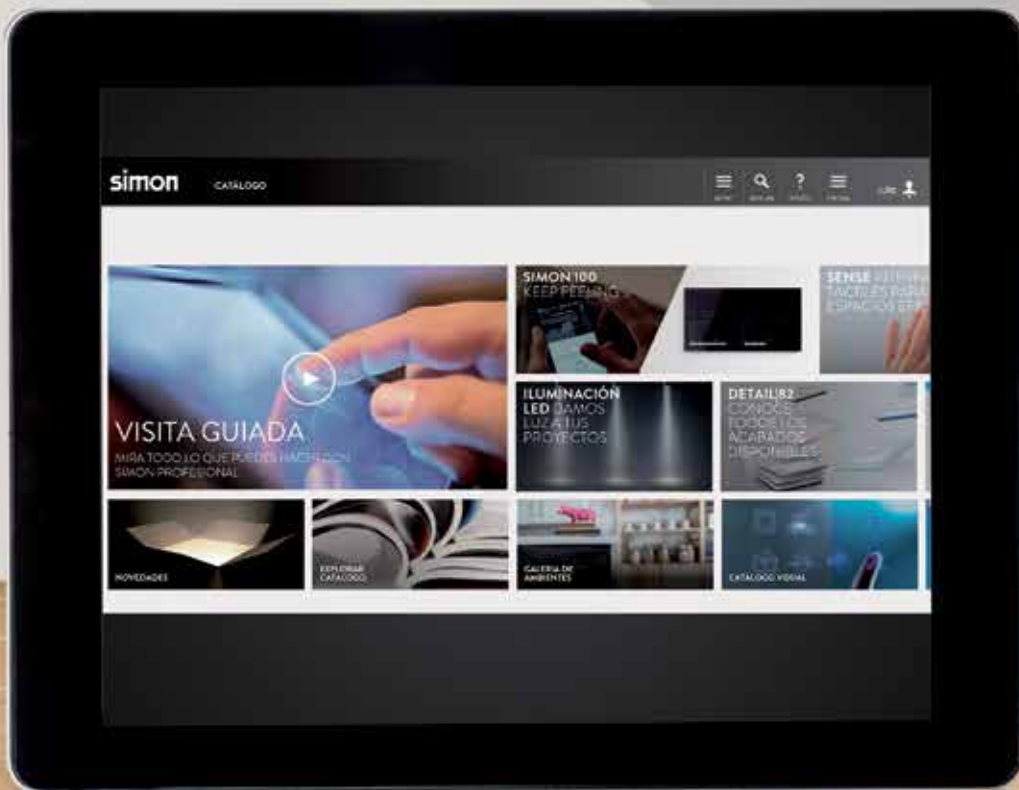 simon
CATÁLOGO
SIMON 100
KEEP FEELING
SENSE
ESPACIOS
VISITA GUIADA
MIRA TODO LO QUE PUEDES HACER CON
SIMON PROFESIONAL
ILUMINACIÓN
LED DAMOS
LUZ A TUS
PROYECTOS
DETAIL 82
CONOCE
TODOS LOS
ACABADOS
DISPONIBLES
NOVEDADES
EXPLORAR
CATÁLOGO
GALERÍA DE
AMBIENTES
CATÁLOGO VISUAL